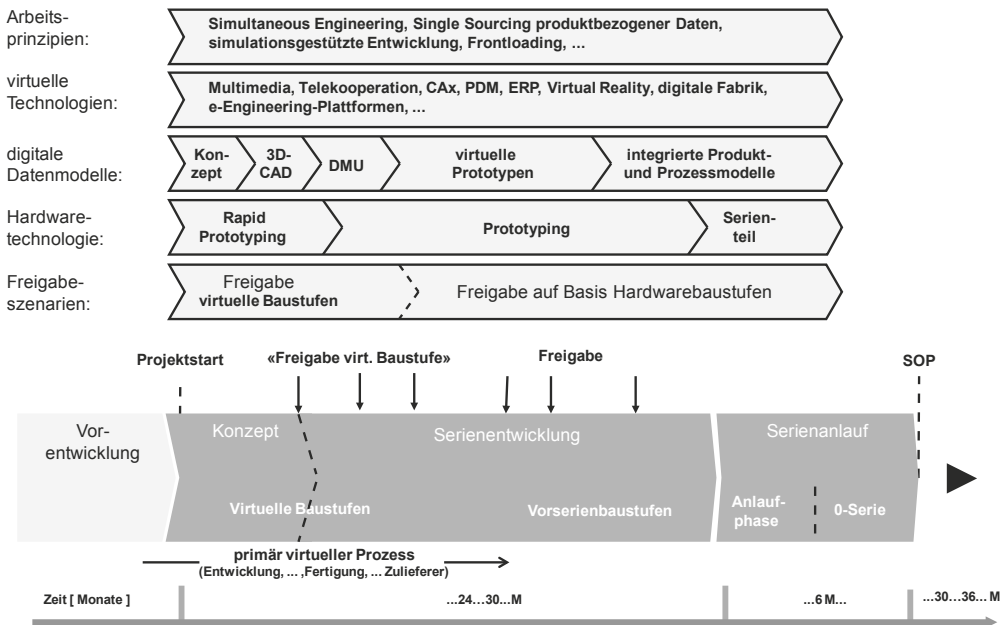 Arbeits-
prinzipien:
Simultaneous Engineering, Single Sourcing produktbezogener Daten,
simulationsgestützte Entwicklung, Frontloading, ...
virtuelle
Technologien:
Multimedia, Telekooperation, CAx, PDM, ERP, Virtual Reality, digitale Fabrik,
e-Engineering-Plattformen, ...
digitale
Datenmodelle:
Kon-
zept
3D-
CAD
DMU
virtuelle
Prototypen
integrierte Produkt-
und Prozessmodelle
Hardware-
technologie:
Rapid
Prototyping
Prototyping
Serien-
teil
Freigabe-
szenarien:
Freigabe
virtuelle Baustufen
Freigabe auf Basis Hardwarebaustufen
Projektstart
«Freigabe virt. Baustufe»
Freigabe
SOP
Vor-
entwicklung
Konzept
Serienentwicklung
Serienanlauf
Virtuelle Baustufen
Vorserienbaustufen
Anlauf-
phase
0-Serie
primär virtueller Prozess
(Entwicklung, ... ,Fertigung, ... Zulieferer)
Zeit [ Monate ]
...24...30...M
...6 M...
...30...36... M